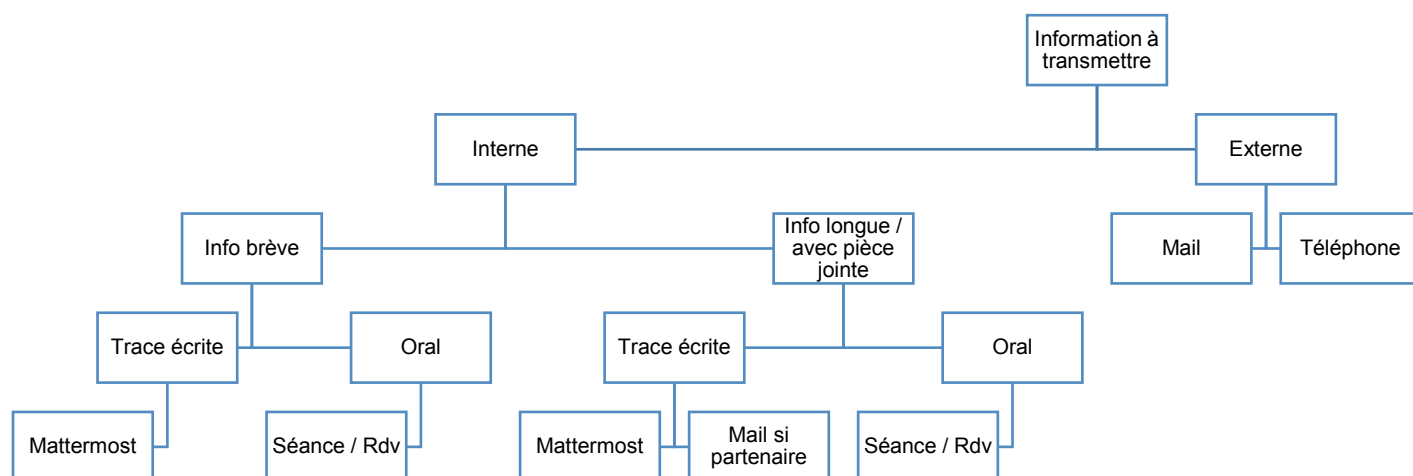 Information à
transmettre
Interne
Externe
Info brève
Info longue /
avec pièce
jointe
Mail
Téléphone
Trace écrite
Oral
Trace écrite
Oral
Mattermost
Séance / Rdv
Mattermost
Mail si
partenaire
Séance / Rdv